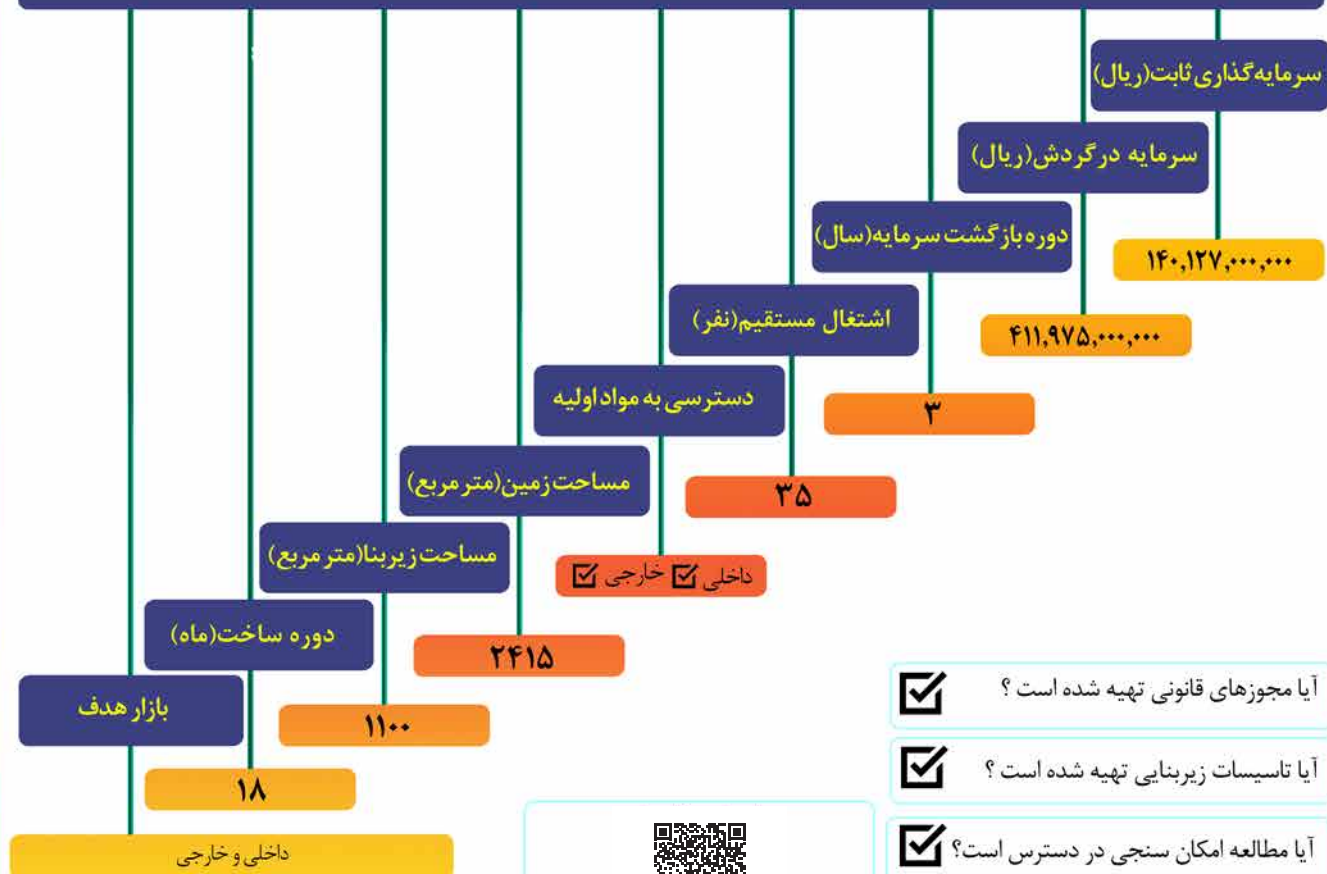 سرمایه‌گذاری ثابت(ریال)
۱۴۰,۱۲۷,۰۰۰,۰۰۰
سرمایه در گردش(ریال)
۴۱۱,۹۷۵,۰۰۰,۰۰۰
دوره بازگشت سرمایه(سال)
۳
اشتغال مستقیم(نفر)
۳۵
دسترسی به مواد اولیه
داخلی ☑ خارجی ☑
مساحت زمین(متر مربع)
۲۴۱۵
مساحت زیربنا(متر مربع)
۱۱۰۰
دوره ساخت(ماه)
۱۸
بازار هدف
داخلی و خارجی
آیا مجوزهای قانونی تهیه شده است ؟ ☑
آیا تاسیسات زیربنایی تهیه شده است ؟ ☑
آیا مطالعه امکان سنجی در دسترس است؟ ☑